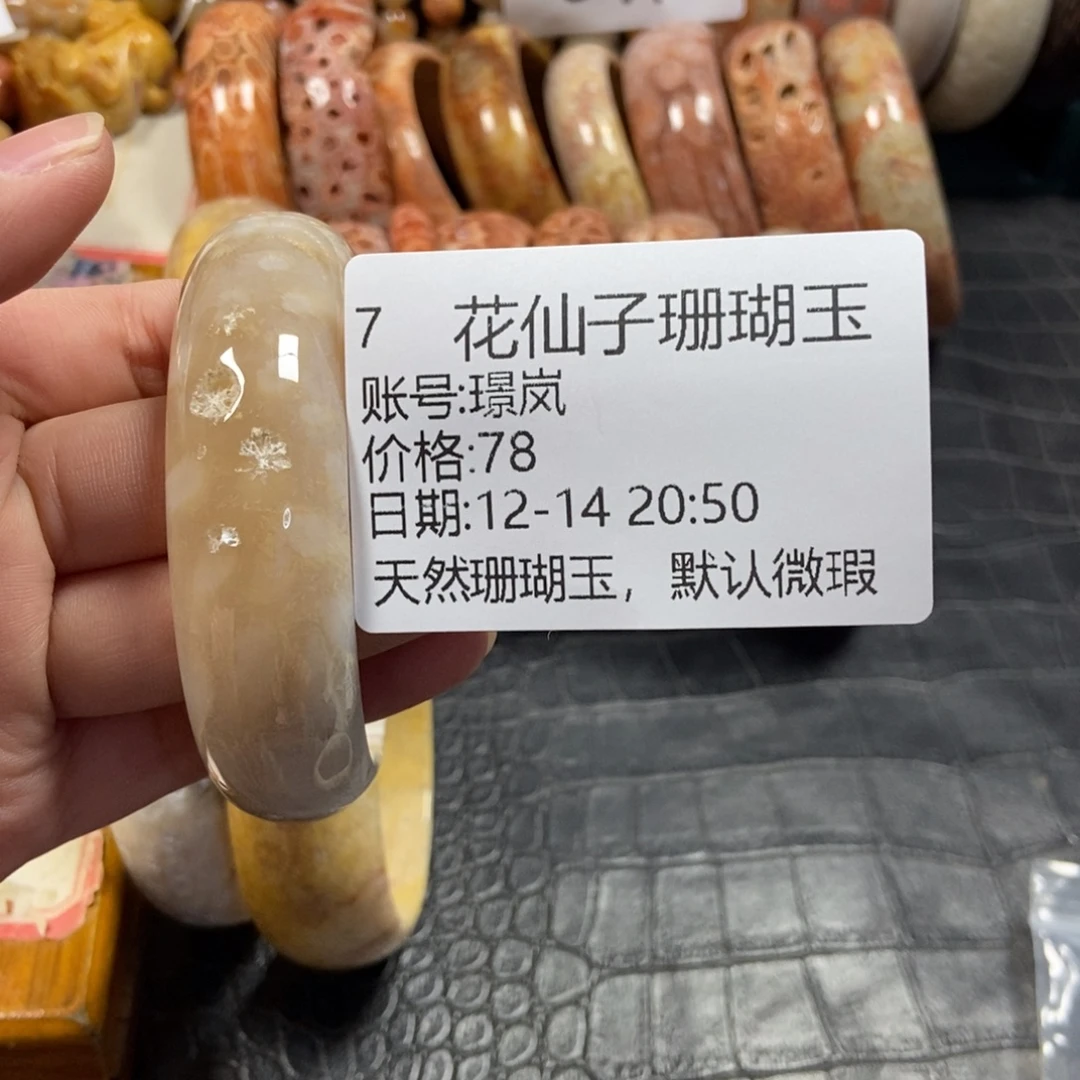 7 花仙子珊瑚玉
账号:璟岚
价格:78
日期:12-14 20:50
天然珊瑚玉，默认微瑕